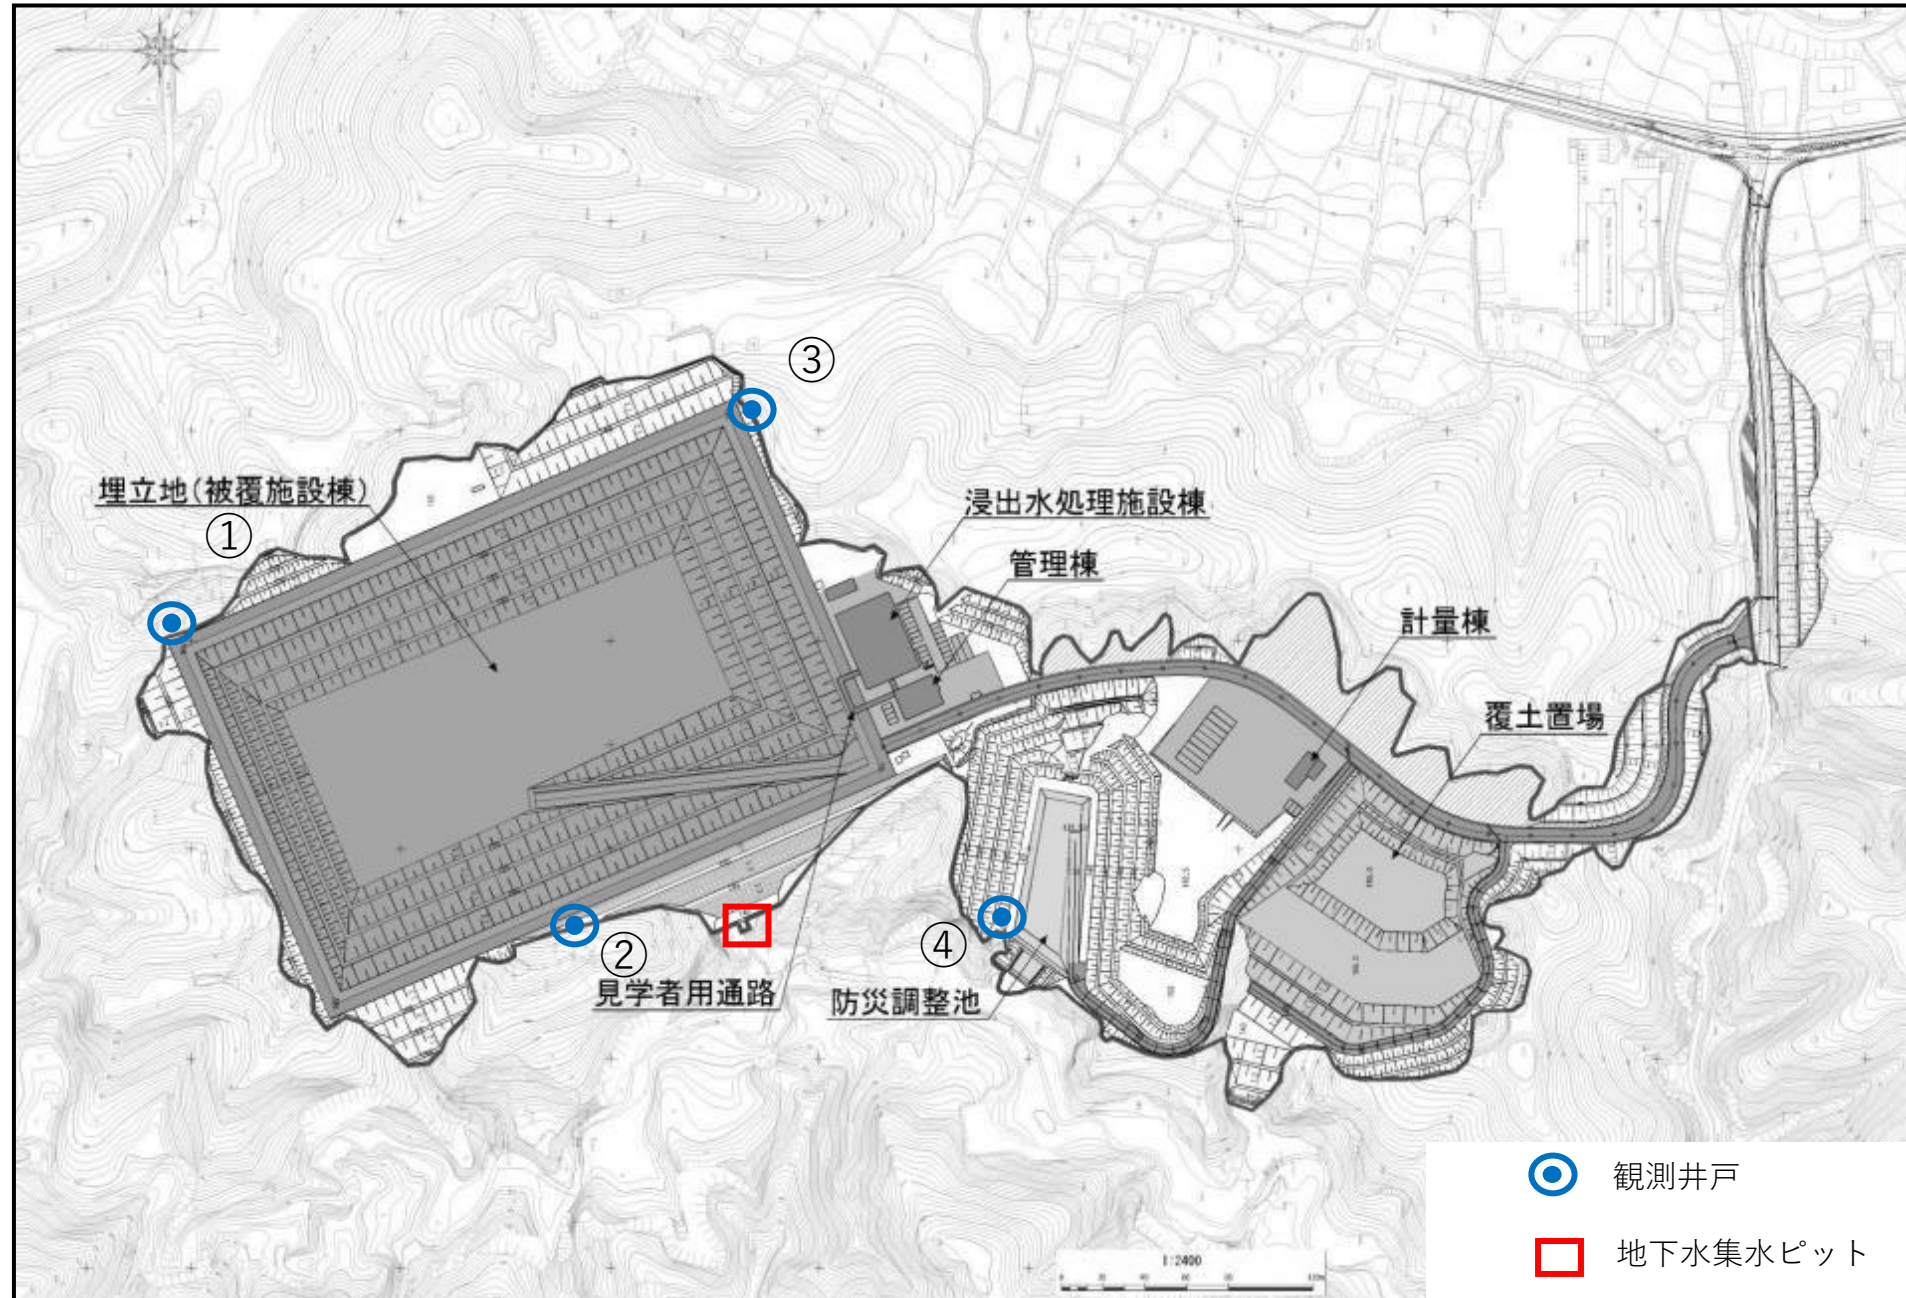 ③
埋立地(被覆施設棟)
①
浸出水処理施設棟
管理棟
計量棟
覆土置場
②
④
見学者用通路
防災調整池
観測井戸
地下水集水ピット
1:2400